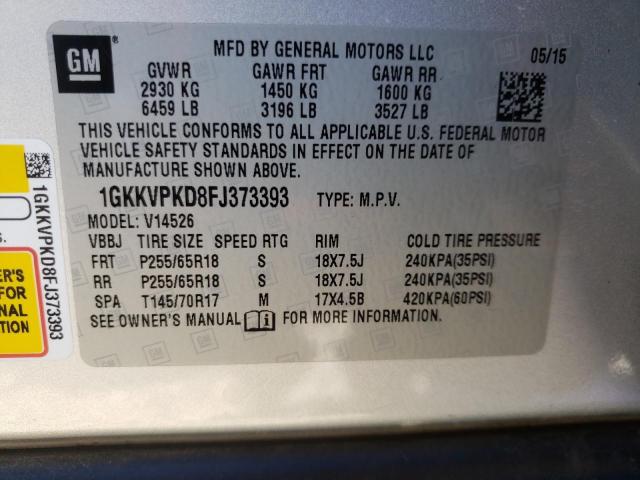 GM
MFD BY GENERAL MOTORS LLC 05/15
GVWR GAWR FRT GAWR RR
2930 KG 1450 KG 1600 KG
6459 LB 3196 LB 3527 LB
THIS VEHICLE CONFORMS TO ALL APPLICABLE U.S. FEDERAL MOTOR
VEHICLE SAFETY STANDARDS IN EFFECT ON THE DATE OF
MANUFACTURE SHOWN ABOVE.
1GKKVPKD8FJ373393 TYPE: M.P.V.
MODEL: V14526
VBBJ TIRE SIZE SPEED RTG RIM COLD TIRE PRESSURE
FRT P255/65R18 S 18X7.5J 240KPA(35PSI)
RR P255/65R18 S 18X7.5J 240KPA(35PSI)
SPA T145/70R17 M 17X4.5B 420KPA(60PSI)
SEE OWNER'S MANUAL FOR MORE INFORMATION.
1GKKVPKD8FJ373393
ER'S
FOR
MORE
ION.